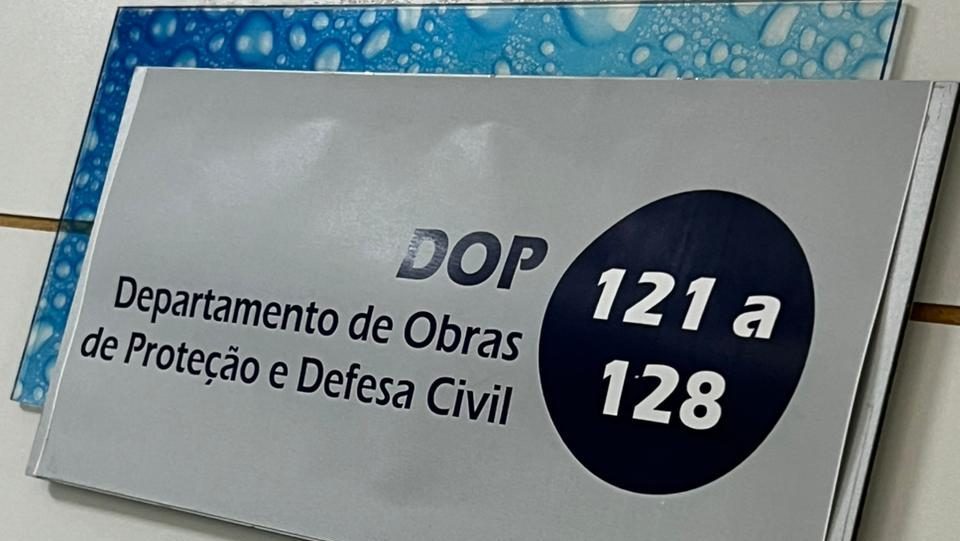 DOP
Departamento de Obras
de Proteção e Defesa Civil
121 a
128